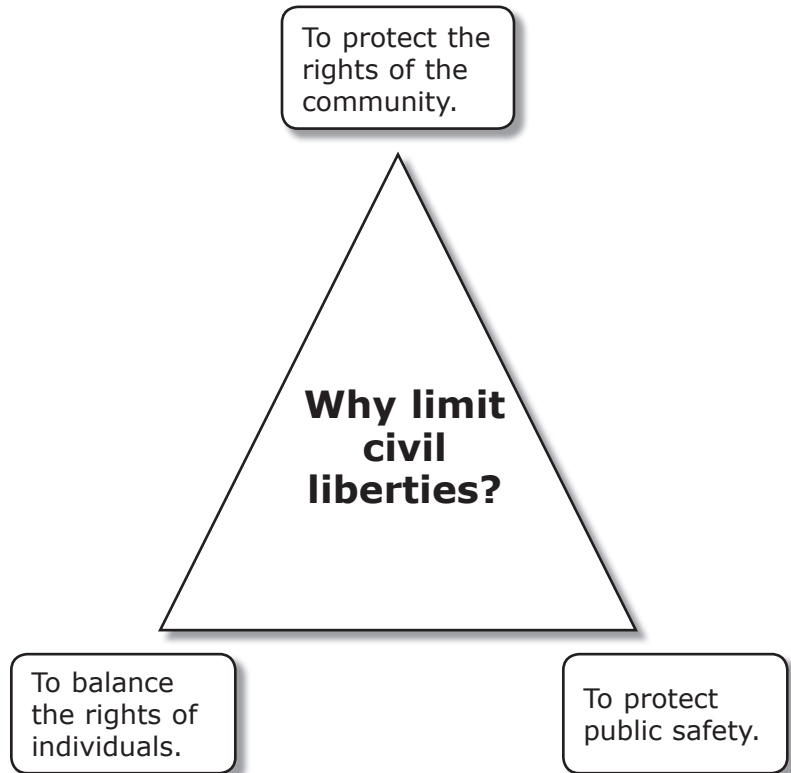 To protect the
rights of the
community.
Why limit
civil
liberties?
To balance
the rights of
individuals.
To protect
public safety.